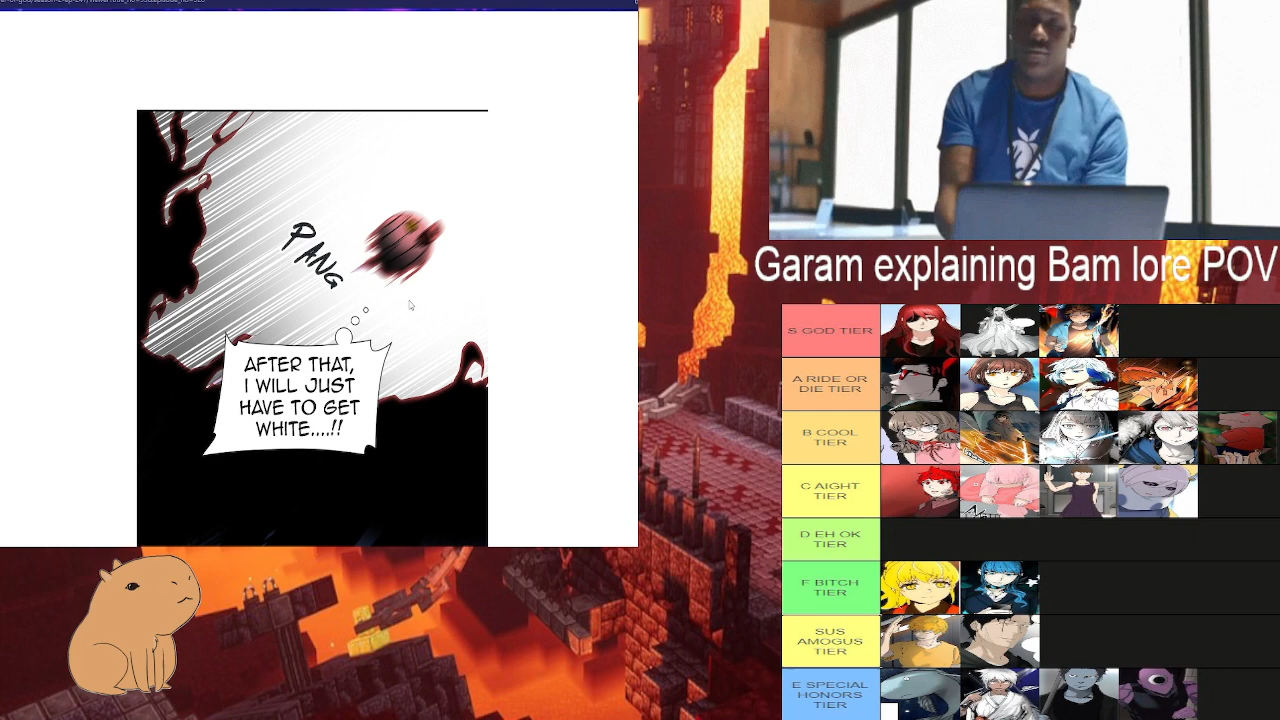 PANG
AFTER THAT,
I WILL JUST
HAVE TO GET
WHITE....!!
Garam explaining Bam lore POV
S GOD TIER
A RIDE OR
DIE TIER
B COOL
TIER
C AIGHT
TIER
D EH OK
TIER
F BITCH
TIER
SUS
AMOGUS
TIER
E SPECIAL
HONORS
TIER